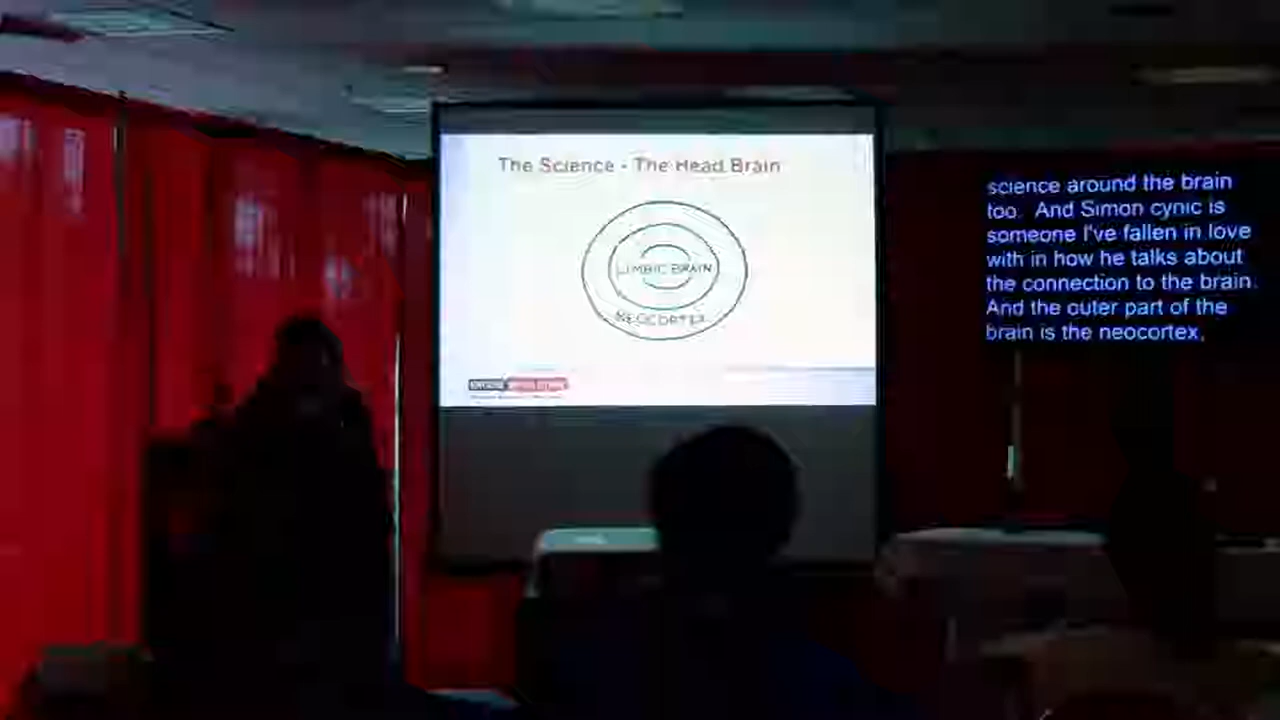 The Science - The Head Brain
LIMBIC BRAIN
NEOCORTEX
science around the brain
too. And Simon cynic is
someone I've fallen in love
with in how he talks about
the connection to the brain.
And the outer part of the
brain is the neocortex,